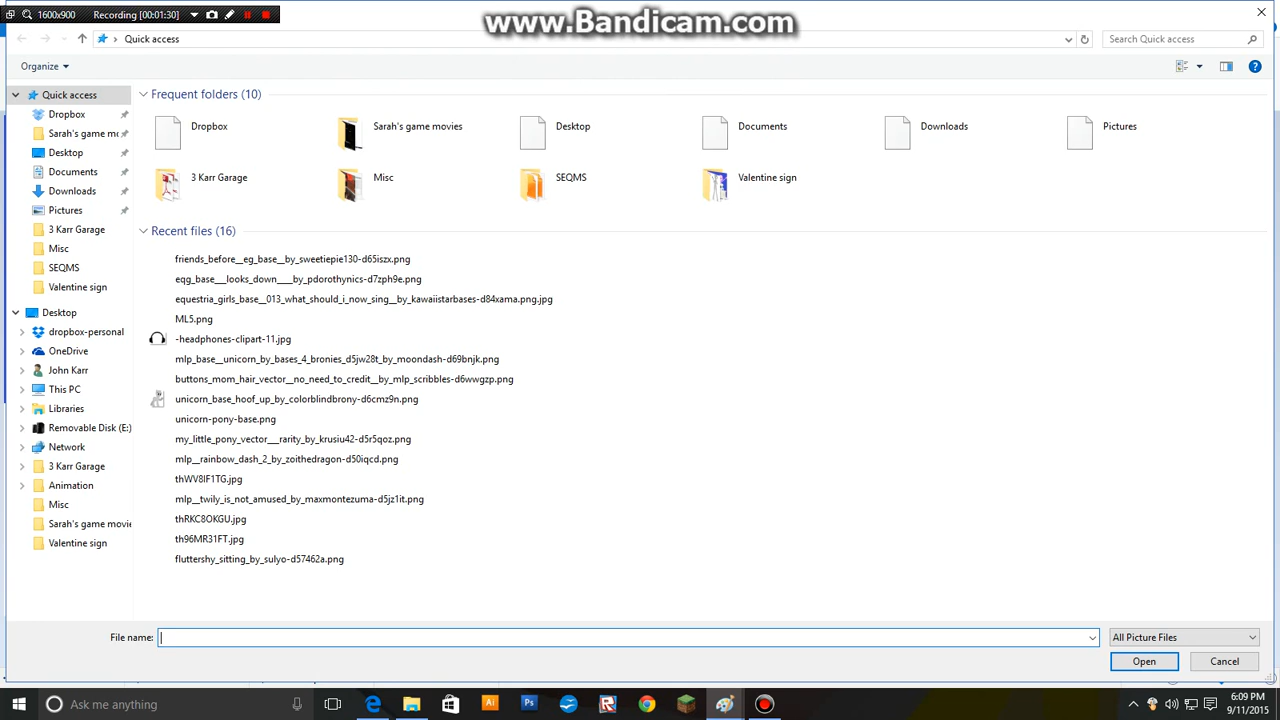 1600x900 Recording [00:01:30]
www.Bandicam.com
Quick access
Search Quick access
Organize
Quick access
Dropbox
Sarah's game mo
Desktop
Documents
Downloads
Pictures
3 Karr Garage
Misc
SEQMS
Valentine sign
Desktop
dropbox-personal
OneDrive
John Karr
This PC
Libraries
Removable Disk (E:)
Network
3 Karr Garage
Animation
Misc
Sarah's game movie
Valentine sign
Frequent folders (10)
Dropbox
Sarah's game movies
Desktop
Documents
Downloads
Pictures
3 Karr Garage
Misc
SEQMS
Valentine sign
Recent files (16)
friends_before__eg_base__by_sweetiepie130-d65iszx.png
eqg_base___looks_down____by_pdorothynics-d7zph9e.png
equestria_girls_base__013_what_should_i_now_sing__by_kawaiistarbases-d84xama.png.jpg
ML5.png
-headphones-clipart-11.jpg
mlp_base__unicorn_by_bases_4_bronies_d5jw28t_by_moondash-d69bnjk.png
buttons_mom_hair_vector__no_need_to_credit__by_mlp_scribbles-d6wwgzp.png
unicorn_base_hoof_up_by_colorblindbrony-d6cmz9n.png
unicorn-pony-base.png
my_little_pony_vector___rarity_by_krusiu42-d5r5qoz.png
mlp__rainbow_dash_2_by_zoithedragon-d50iqcd.png
thWV8IF1TG.jpg
mlp__twily_is_not_amused_by_maxmontezuma-d5jz1it.png
thRKC8OKGU.jpg
th96MR31FT.jpg
fluttershy_sitting_by_sulyo-d57462a.png
File name:
All Picture Files
Open
Cancel
Ask me anything
6:09 PM
9/11/2015